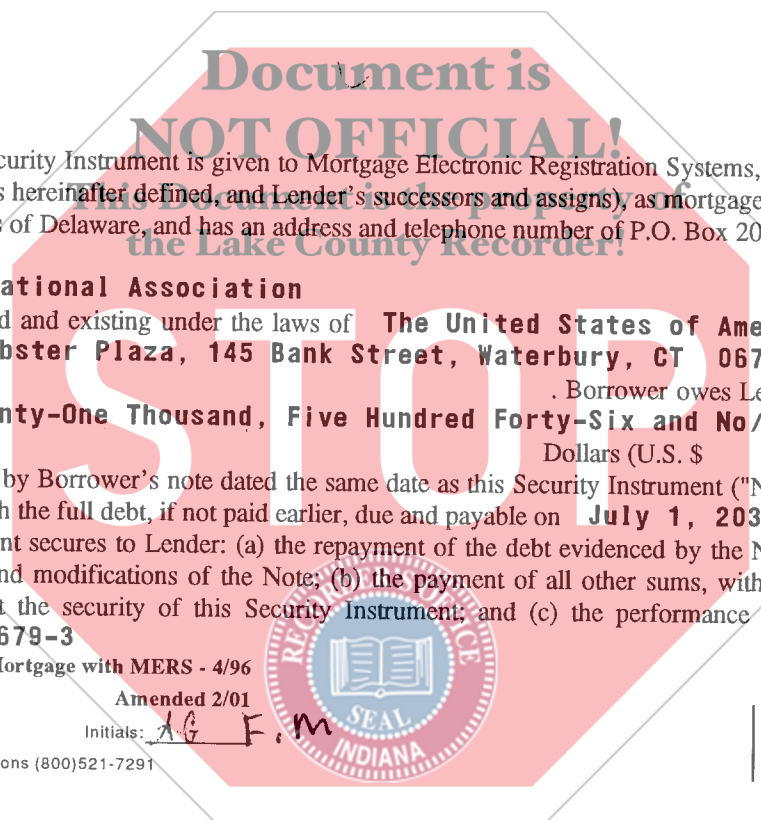 Document is
NOT OFFICIAL!
curity Instrument is given to Mortgage Electronic Registration Systems,
s hereinafter defined, and Lender's successors and assigns), as mortgage
This Document is the property of
s of Delaware, and has an address and telephone number of P.O. Box 20
the Lake County Recorder!
ational Association
d and existing under the laws of The United States of Ame
bster Plaza, 145 Bank Street, Waterbury, CT 067
. Borrower owes Le
nty-One Thousand, Five Hundred Forty-Six and No/
Dollars (U.S. $
STOP
by Borrower's note dated the same date as this Security Instrument ("N
h the full debt, if not paid earlier, due and payable on July 1, 203
nt secures to Lender: (a) the repayment of the debt evidenced by the N
nd modifications of the Note; (b) the payment of all other sums, with
t the security of this Security Instrument; and (c) the performance
679-3
Mortgage with MERS - 4/96
Amended 2/01
Initials: AG F.M
ons (800)521-7291
SEAL
INDIANA